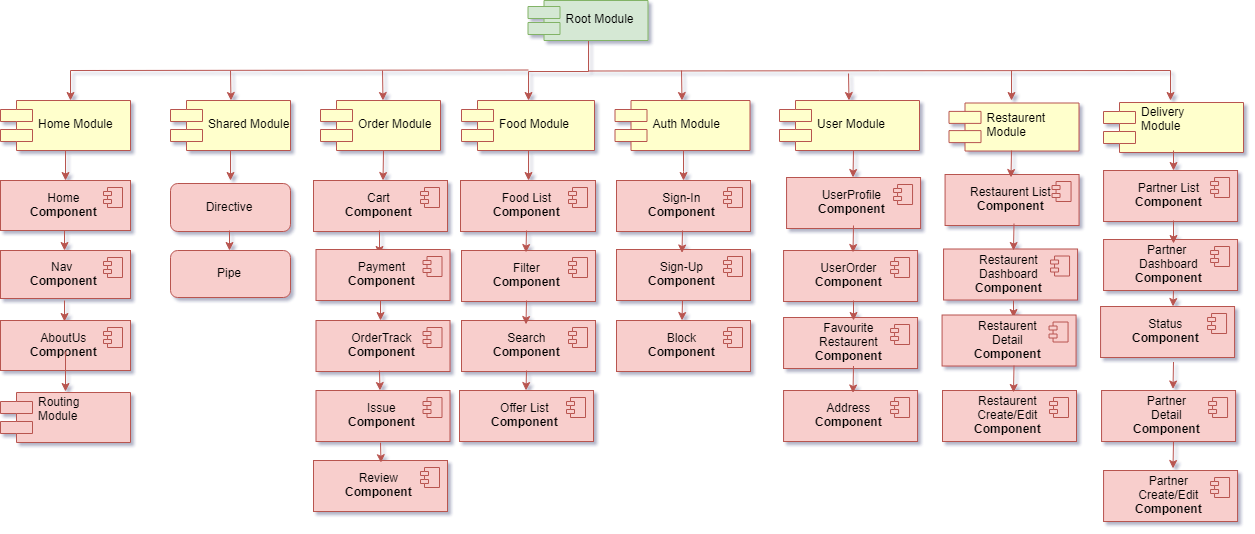 Root Module
Home Module
Shared Module
Order Module
Food Module
Auth Module
User Module
Restaurent
Module
Delivery
Module
Home
Component
Nav
Component
AboutUs
Component
Routing
Module
Directive
Pipe
Cart
Component
Payment
Component
OrderTrack
Component
Issue
Component
Review
Component
Food List
Component
Filter
Component
Search
Component
Offer List
Component
Sign-In
Component
Sign-Up
Component
Block
Component
UserProfile
Component
UserOrder
Component
Favourite
Restaurent
Component
Address
Component
Restaurent List
Component
Restaurent
Dashboard
Component
Restaurent
Detail
Component
Restaurent
Create/Edit
Component
Partner List
Component
Partner
Dashboard
Component
Status
Component
Partner
Detail
Component
Partner
Create/Edit
Component